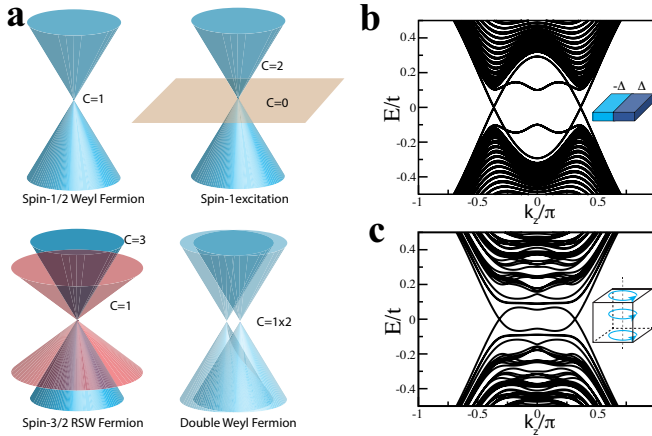 a
C=1
Spin-1/2 Weyl Fermion
C=2
C=0
Spin-1excitation
C=3
C=1
Spin-3/2 RSW Fermion
C=1x2
Double Weyl Fermion
b
E/t
0.4
0.2
0
-0.2
-0.4
-1
-0.5
0
0.5
k_z/π
-Δ Δ
c
E/t
0.4
0.2
0
-0.2
-0.4
-1
-0.5
0
0.5
k_z/π